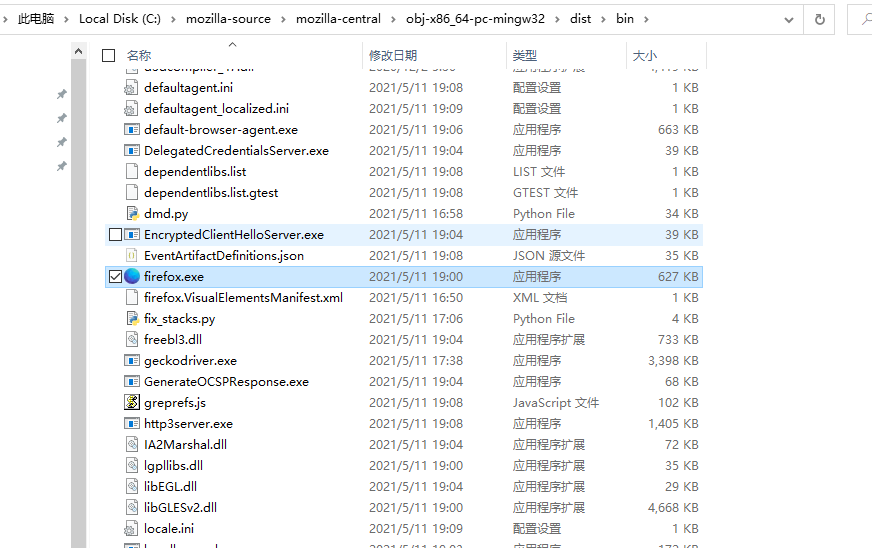 此电脑 > Local Disk (C:) > mozilla-source > mozilla-central > obj-x86_64-pc-mingw32 > dist > bin >
名称 修改日期 类型 大小
defaultagent.ini 2021/5/11 19:08 配置设置 1 KB
defaultagent_localized.ini 2021/5/11 19:09 配置设置 1 KB
default-browser-agent.exe 2021/5/11 19:06 应用程序 663 KB
DelegatedCredentialsServer.exe 2021/5/11 19:04 应用程序 39 KB
dependentlibs.list 2021/5/11 19:08 LIST 文件 1 KB
dependentlibs.list.gtest 2021/5/11 19:08 GTEST 文件 1 KB
dmd.py 2021/5/11 16:58 Python File 34 KB
EncryptedClientHelloServer.exe 2021/5/11 19:04 应用程序 39 KB
EventArtifactDefinitions.json 2021/5/11 19:08 JSON 源文件 35 KB
firefox.exe 2021/5/11 19:00 应用程序 627 KB
firefox.VisualElementsManifest.xml 2021/5/11 16:50 XML 文档 1 KB
fix_stacks.py 2021/5/11 17:06 Python File 4 KB
freebl3.dll 2021/5/11 19:04 应用程序扩展 733 KB
geckodriver.exe 2021/5/11 17:38 应用程序 3,398 KB
GenerateOCSPResponse.exe 2021/5/11 19:04 应用程序 68 KB
greprefs.js 2021/5/11 19:08 JavaScript 文件 102 KB
http3server.exe 2021/5/11 19:08 应用程序 1,405 KB
IA2Marshal.dll 2021/5/11 19:04 应用程序扩展 72 KB
lgpllibs.dll 2021/5/11 19:00 应用程序扩展 35 KB
libEGL.dll 2021/5/11 19:04 应用程序扩展 29 KB
libGLESv2.dll 2021/5/11 19:00 应用程序扩展 4,668 KB
locale.ini 2021/5/11 19:09 配置设置 1 KB